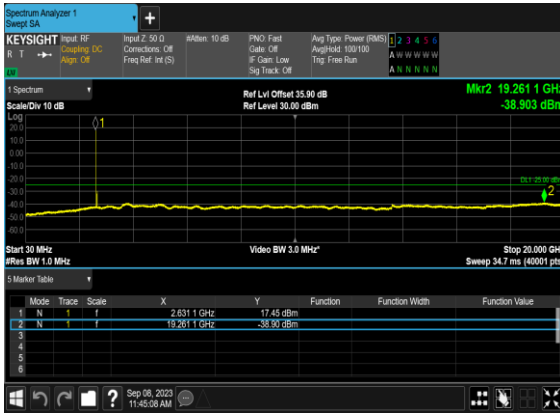 Spectrum Analyzer 1
Swept SA
+
KEYSIGHT Input: RF Input Z: 50 Ω #Atten: 10 dB PNO: Fast Avg Type: Power (RMS) 1 2 3 4 5 6
R T Coupling: DC Corrections: Off Gate: Off Avg|Hold: 100/100 A W W W W W
Align: Off Freq Ref: Int (S) IF Gain: Low Trig: Free Run
Sig Track: Off A N N N N N
1 Spectrum Ref Lvl Offset 35.90 dB Mkr2 19.261 1 GHz
Scale/Div 10 dB Ref Level 30.00 dBm -38.903 dBm
Log
20.0
10.0
0.00
-10.0
-20.0
-30.0
-40.0
-50.0
-60.0
1
DL1 -25.00 dBm
2
Start 30 MHz Video BW 3.0 MHz* Stop 20.000 GHz
#Res BW 1.0 MHz Sweep 34.7 ms (40001 pts)
5 Marker Table
Mode Trace Scale X Y Function Function Width Function Value
1 N 1 f 2.631 1 GHz 17.45 dBm
2 N 1 f 19.261 1 GHz -38.90 dBm
3
4
5
6
? Sep 08, 2023
11:45:08 AM